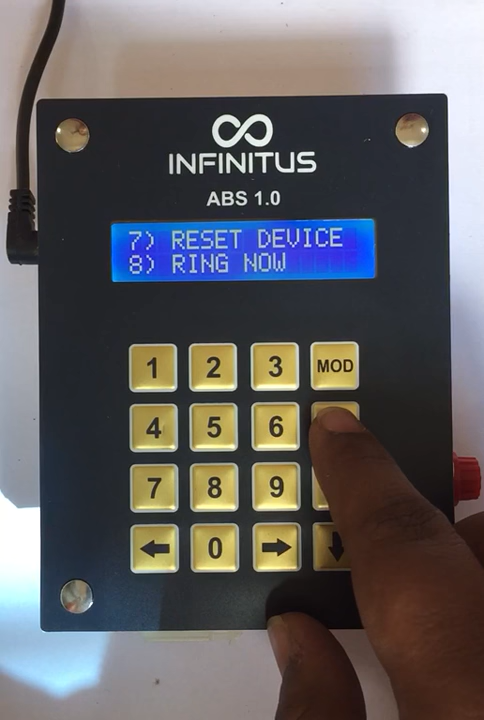 INFINITUS
ABS 1.0
7) RESET DEVICE
8) RING NOW
1 2 3 MOD
4 5 6
7 8 9
0